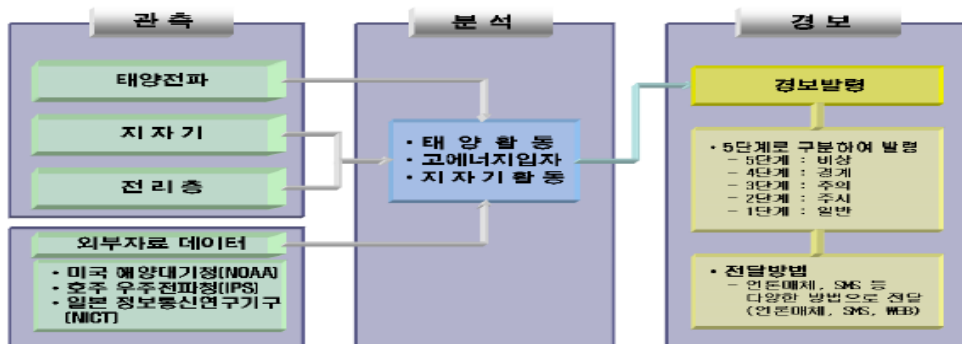 관 측
태양전파
지 자 기
전 리 층
외부자료 데이터
• 미국 해양대기청(NOAA)
• 호주 우주전파청(IPS)
• 일본 정보통신연구기구
(NICT)
분 석
• 태 양 활 동
• 고에너지입자
• 지 자 기 활 동
경 보
경보발령
• 5단계로 구분하여 발령
– 5단계 : 비상
– 4단계 : 경계
– 3단계 : 주의
– 2단계 : 주시
– 1단계 : 일반
• 전달방법
– 언론매체, SMS 등
다양한 방법으로 전달
(언론매체, SMS, WEB)